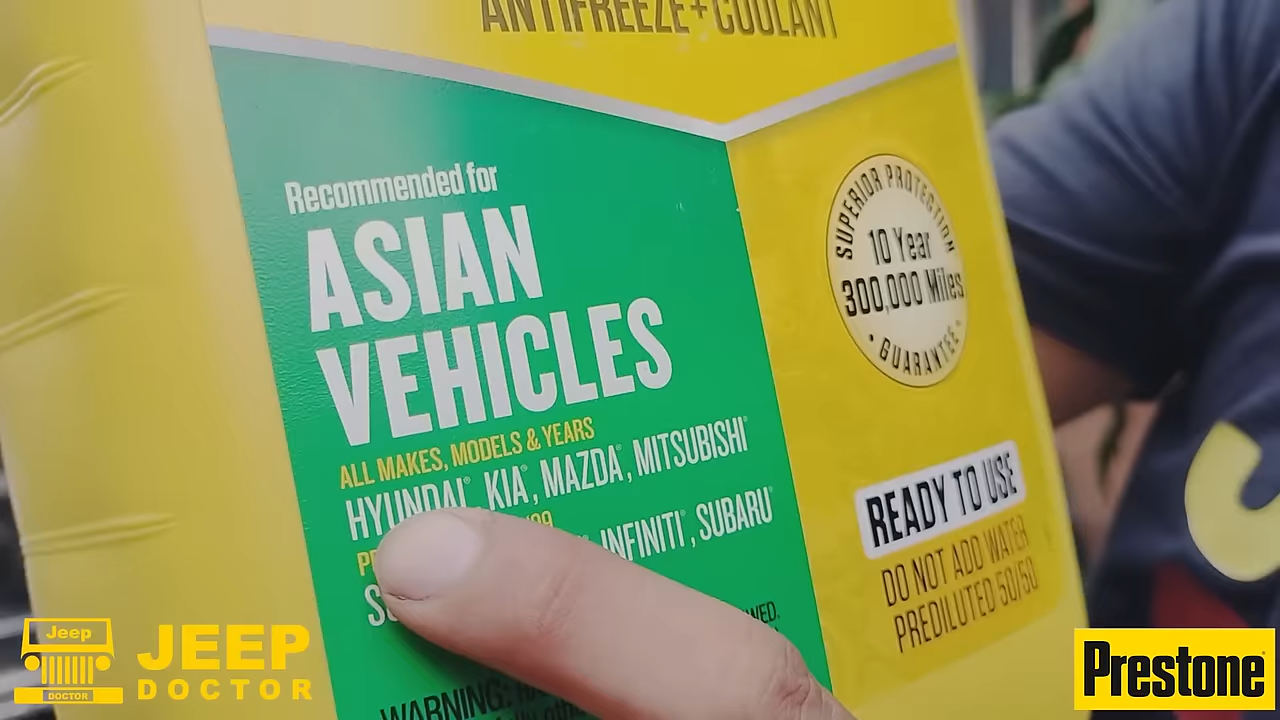 ANTIFREEZE+COOLANT
Recommended for
ASIAN
VEHICLES
ALL MAKES, MODELS & YEARS
HYUNDAI®, KIA®, MAZDA®, MITSUBISHI®
INFINITI®, SUBARU®
WARNING:
SUPERIOR PROTECTION
10 Year
300,000 Miles
• GUARANTEE •
READY TO USE
DO NOT ADD WATER
PREDILUTED 50/50
Jeep
DOCTOR
JEEP
DOCTOR
Prestone